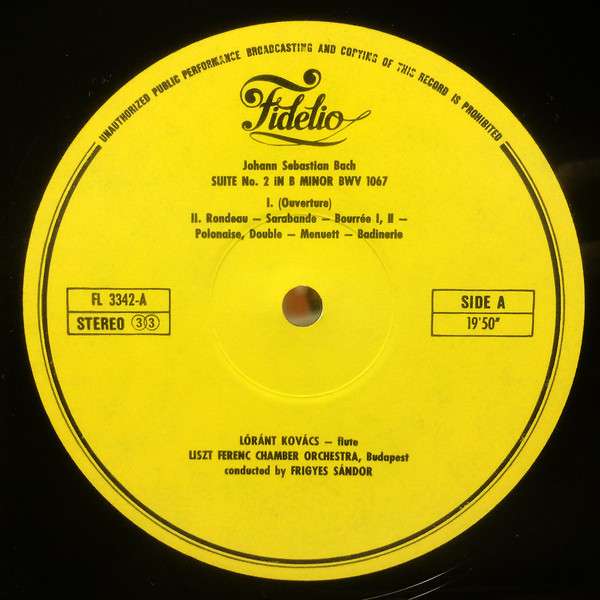 UNAUTHORIZED PUBLIC PERFORMANCE BROADCASTING AND COPYING OF THIS RECORD IS PROHIBITED
Fidelio
Johann Sebastian Bach
SUITE No. 2 iN B MINOR BWV 1067
I. (Ouverture)
II. Rondeau – Sarabande – Bourrée I, II –
Polonaise, Double – Menuett – Badinerie
FL 3342-A
STEREO 33
SIDE A
19'50"
LÓRÁNT KOVÁCS – flute
LISZT FERENC CHAMBER ORCHESTRA, Budapest
conducted by FRIGYES SÁNDOR